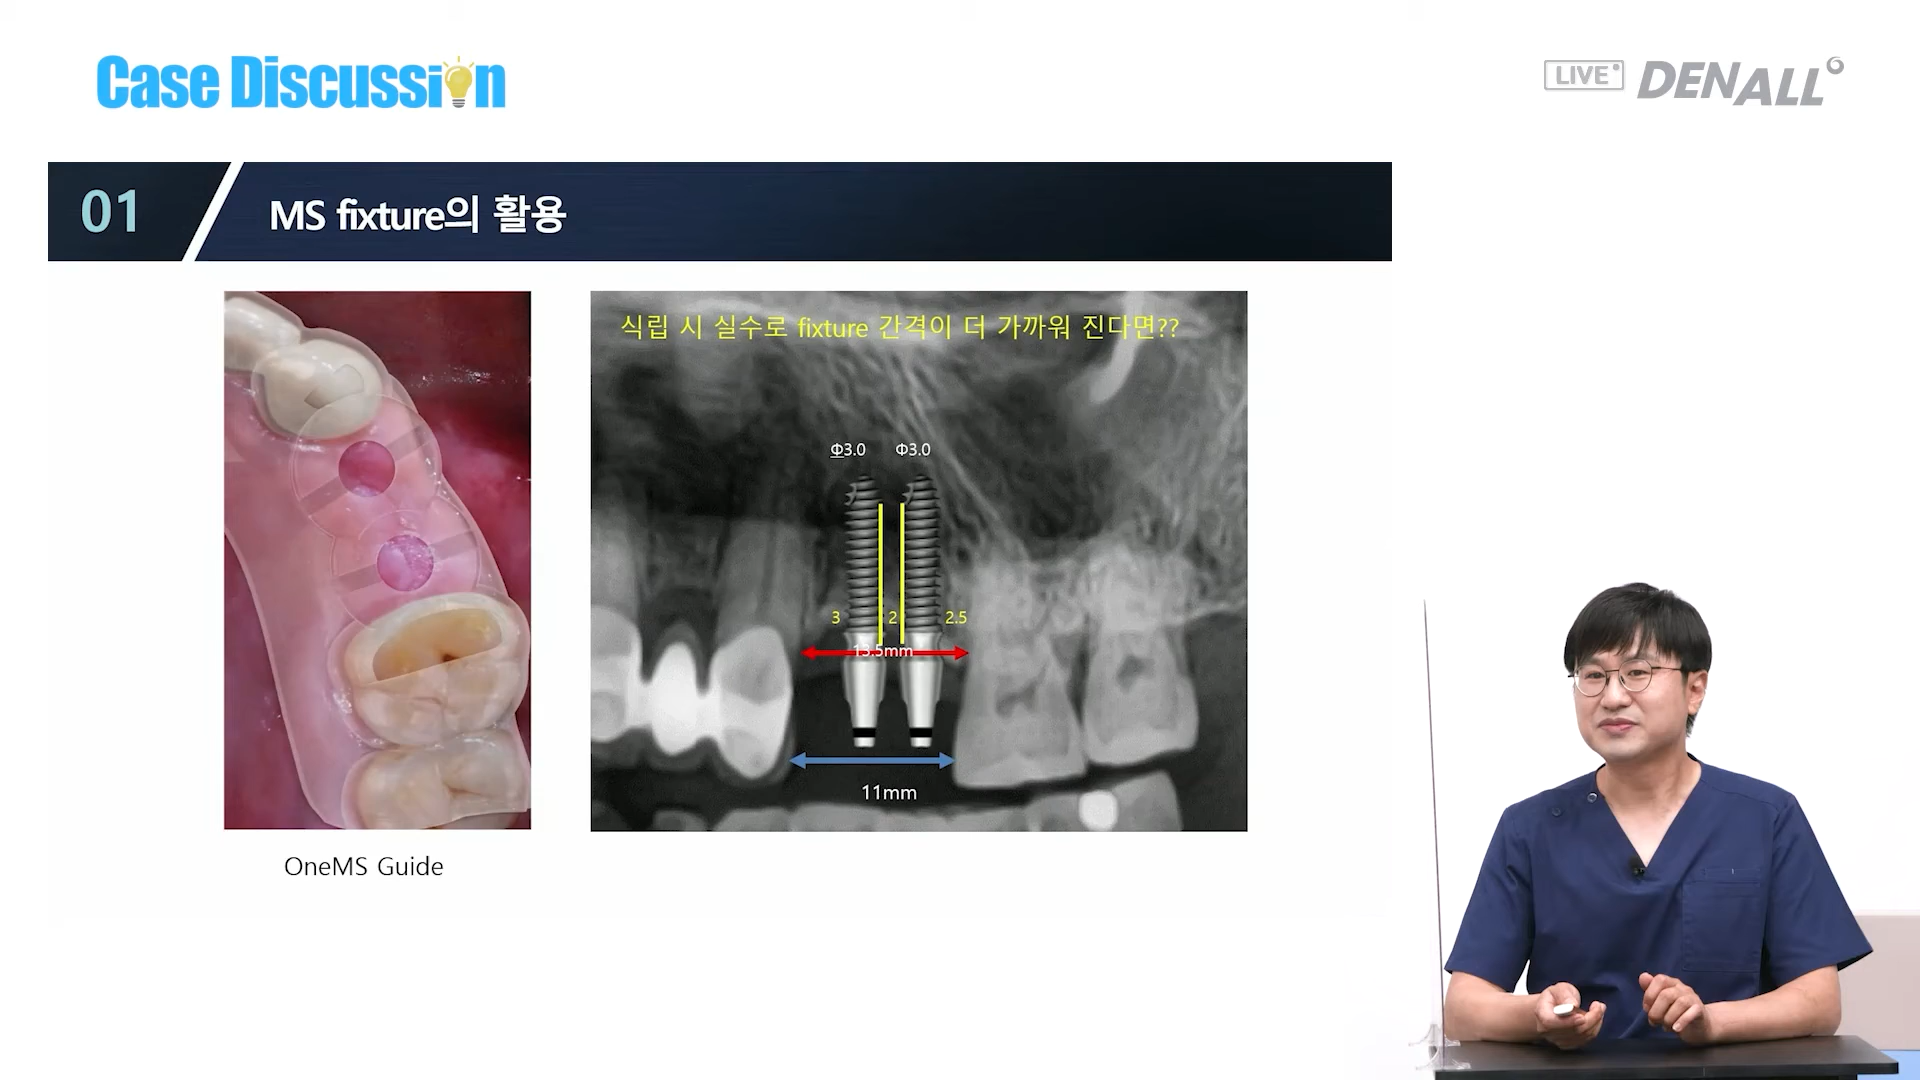 Case Discussion
LIVE DENALL
01
MS fixture의 활용
식립 시 실수로 fixture 간격이 더 가까워 진다면??
Φ3.0 Φ3.0
3 2 2.5
13.5mm
11mm
OneMS Guide